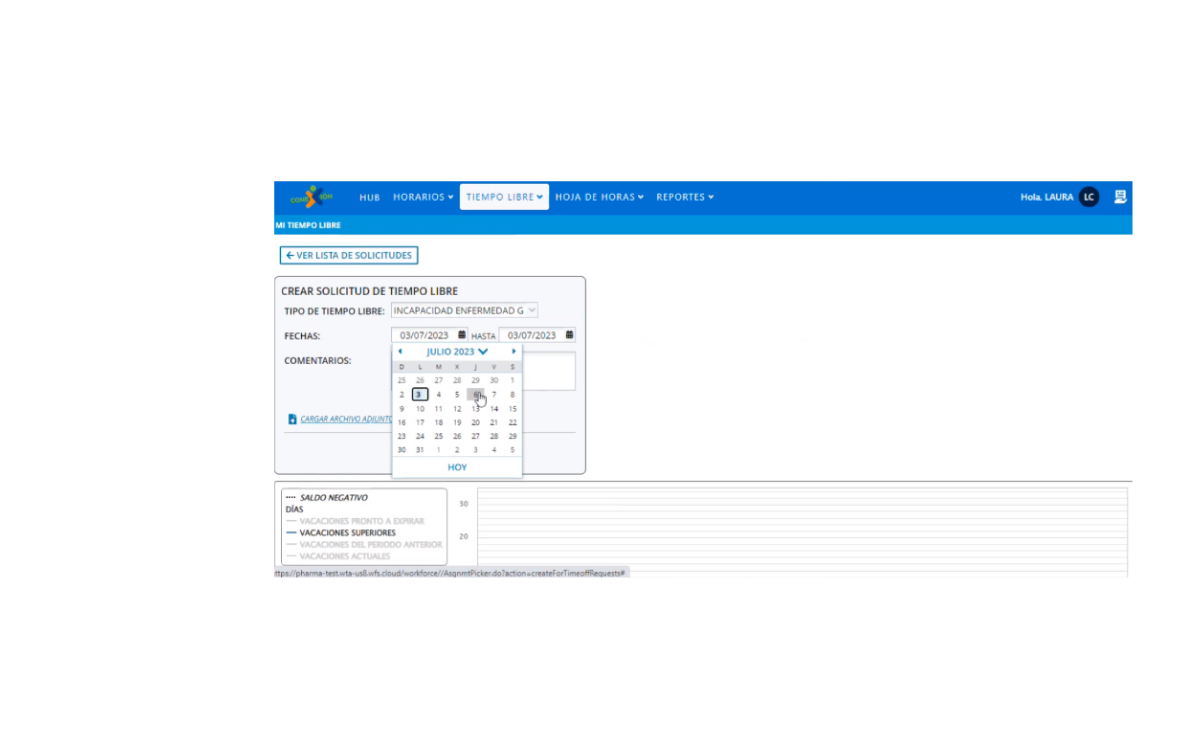 HUB HORARIOS TIEMPO LIBRE HOJA DE HORAS REPORTES Hola, LAURA LC
MI TIEMPO LIBRE
VER LISTA DE SOLICITUDES
CREAR SOLICITUD DE TIEMPO LIBRE
TIPO DE TIEMPO LIBRE: INCAPACIDAD ENFERMEDAD G
FECHAS: 03/07/2023 HASTA 03/07/2023
COMENTARIOS:
JULIO 2023
D L M X J V S
25 26 27 28 29 30 1
2 3 4 5 6 7 8
9 10 11 12 13 14 15
CARGAR ARCHIVO ADJUNTO
16 17 18 19 20 21 22
23 24 25 26 27 28 29
30 31 1 2 3 4 5
HOY
SALDO NEGATIVO
DÍAS
VACACIONES PRONTO A EXPIRAR
VACACIONES SUPERIORES
VACACIONES DEL PERIODO ANTERIOR
VACACIONES ACTUALES
30
20
ttps://pharma-test.wta-us8.wfs.cloud/workforce//AsgnmtPicker.do?action=createForTimeoffRequests#